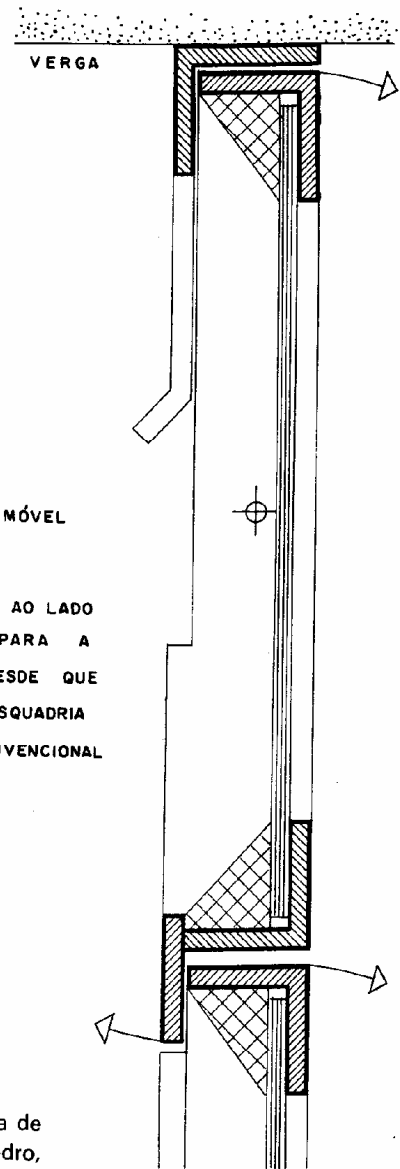 VERGA
MÓVEL
AO LADO
PARA A
ESDE QUE
SQUADRIA
VENCIONAL
a de
dro,